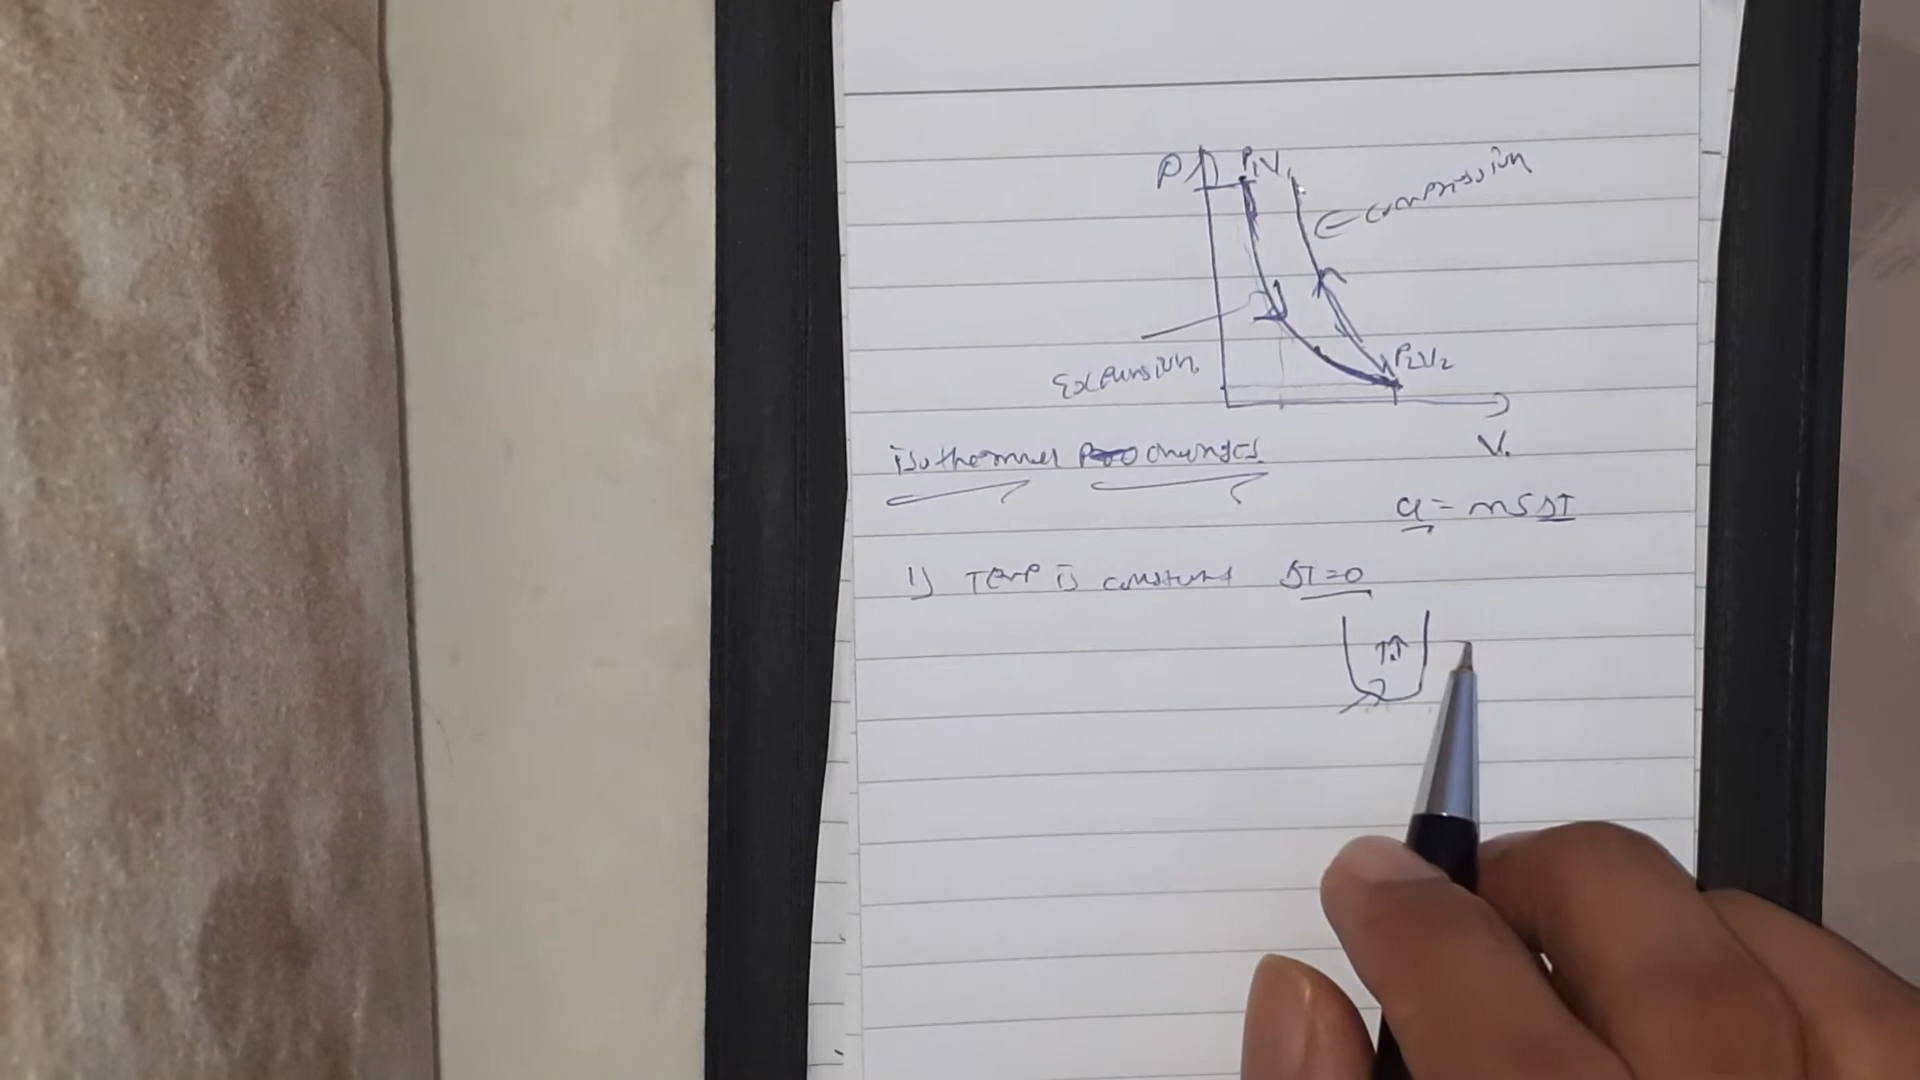 P P₁V₁
compression
P₂V₂
Expansion
V.
isothermal changes
Q = msΔT
1) Temp is constant ΔT=0